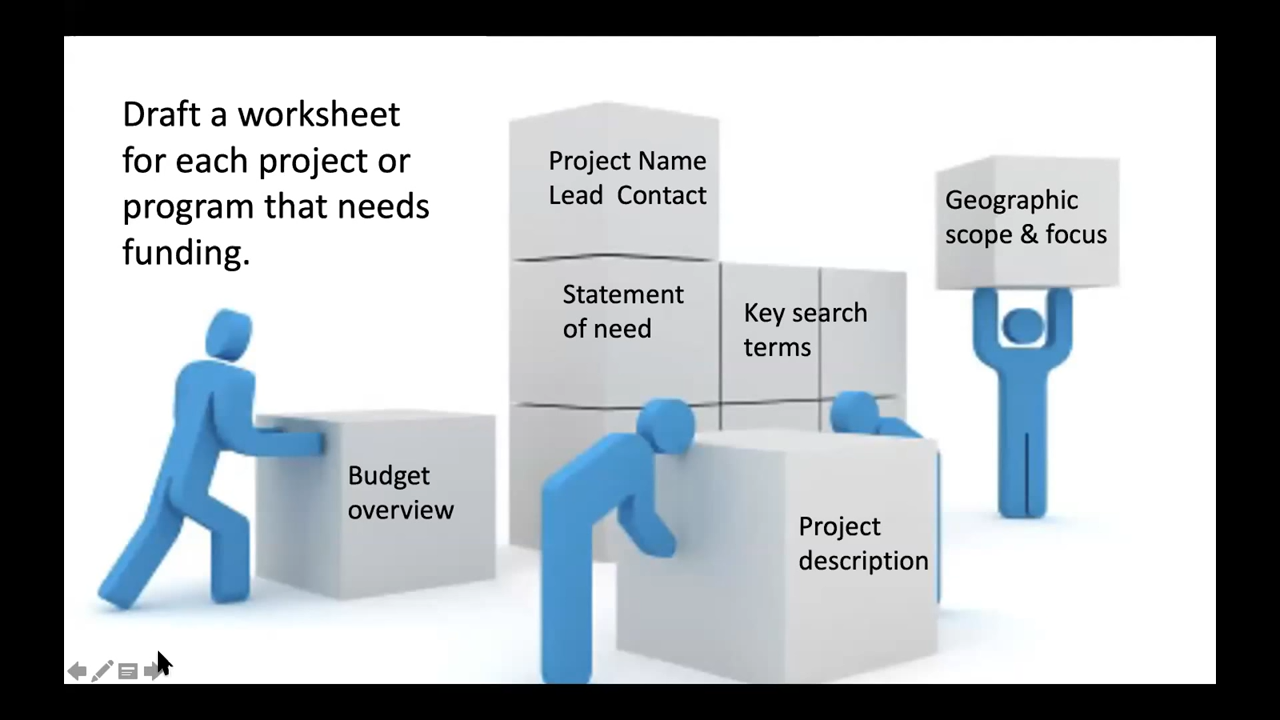 Draft a worksheet
for each project or
program that needs
funding.
Project Name
Lead  Contact
Geographic
scope & focus
Statement
of need
Key search
terms
Budget
overview
Project
description